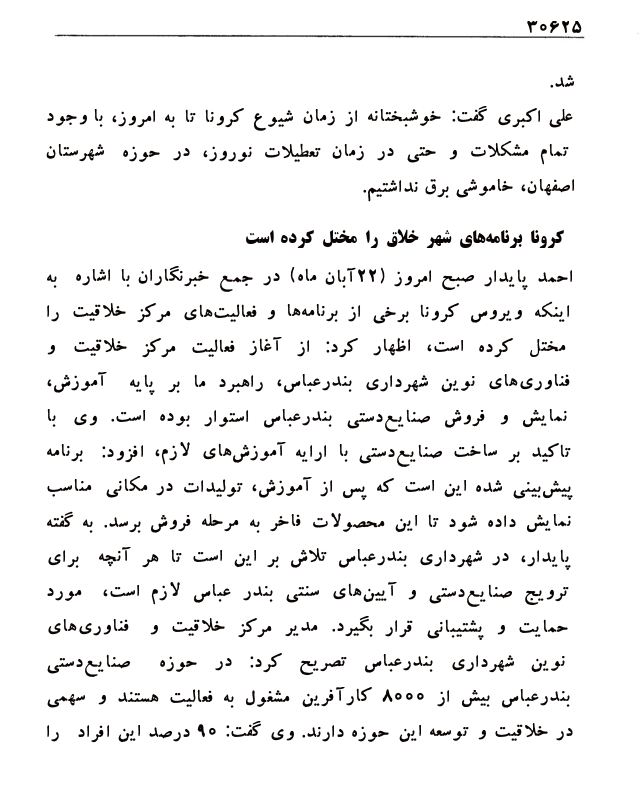 ۳۰۶۲۵
شد.
علی اکبری گفت: خوشبختانه از زمان شیوع کرونا تا به امروز، با وجود
تمام مشکلات و حتی در زمان تعطیلات نوروز، در حوزه شهرستان
اصفهان، خاموشی برق نداشتیم.
کرونا برنامه‌های شهر خلاق را مختل کرده است
احمد پایدار صبح امروز (۲۲آبان ماه) در جمع خبرنگاران با اشاره به
اینکه ویروس کرونا برخی از برنامه‌ها و فعالیت‌های مرکز خلاقیت را
مختل کرده است، اظهار کرد: از آغاز فعالیت مرکز خلاقیت و
فناوری‌های نوین شهرداری بندرعباس، راهبرد ما بر پایه آموزش،
نمایش و فروش صنایع‌دستی بندرعباس استوار بوده است. وی با
تاکید بر ساخت صنایع‌دستی با ارایه آموزش‌های لازم، افزود: برنامه
پیش‌بینی شده این است که پس از آموزش، تولیدات در مکانی مناسب
نمایش داده شود تا این محصولات فاخر به مرحله فروش برسد. به گفته
پایدار، در شهرداری بندرعباس تلاش بر این است تا هر آنچه برای
ترویج صنایع‌دستی و آیین‌های سنتی بندر عباس لازم است، مورد
حمایت و پشتیبانی قرار بگیرد. مدیر مرکز خلاقیت و فناوری‌های
نوین شهرداری بندرعباس تصریح کرد: در حوزه صنایع‌دستی
بندرعباس بیش از ۸۰۰۰ کارآفرین مشغول به فعالیت هستند و سهمی
در خلاقیت و توسعه این حوزه دارند. وی گفت: ۹۰ درصد این افراد را